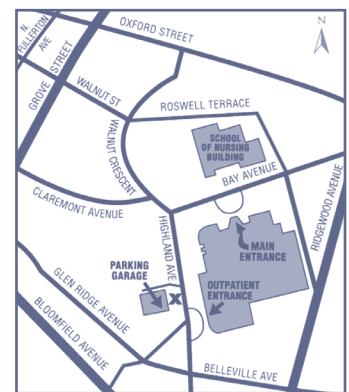 N
OXFORD STREET
N.
FULLERTON
AVE
GROVE STREET
WALNUT ST
ROSWELL TERRACE
WALNUT CRESCENT
SCHOOL
OF NURSING
BUILDING
BAY AVENUE
RIDGEWOOD AVENUE
CLAREMONT AVENUE
HIGHLAND AVE
MAIN
ENTRANCE
PARKING
GARAGE
X
OUTPATIENT
ENTRANCE
GLEN RIDGE AVENUE
BLOOMFIELD AVENUE
BELLEVILLE AVE